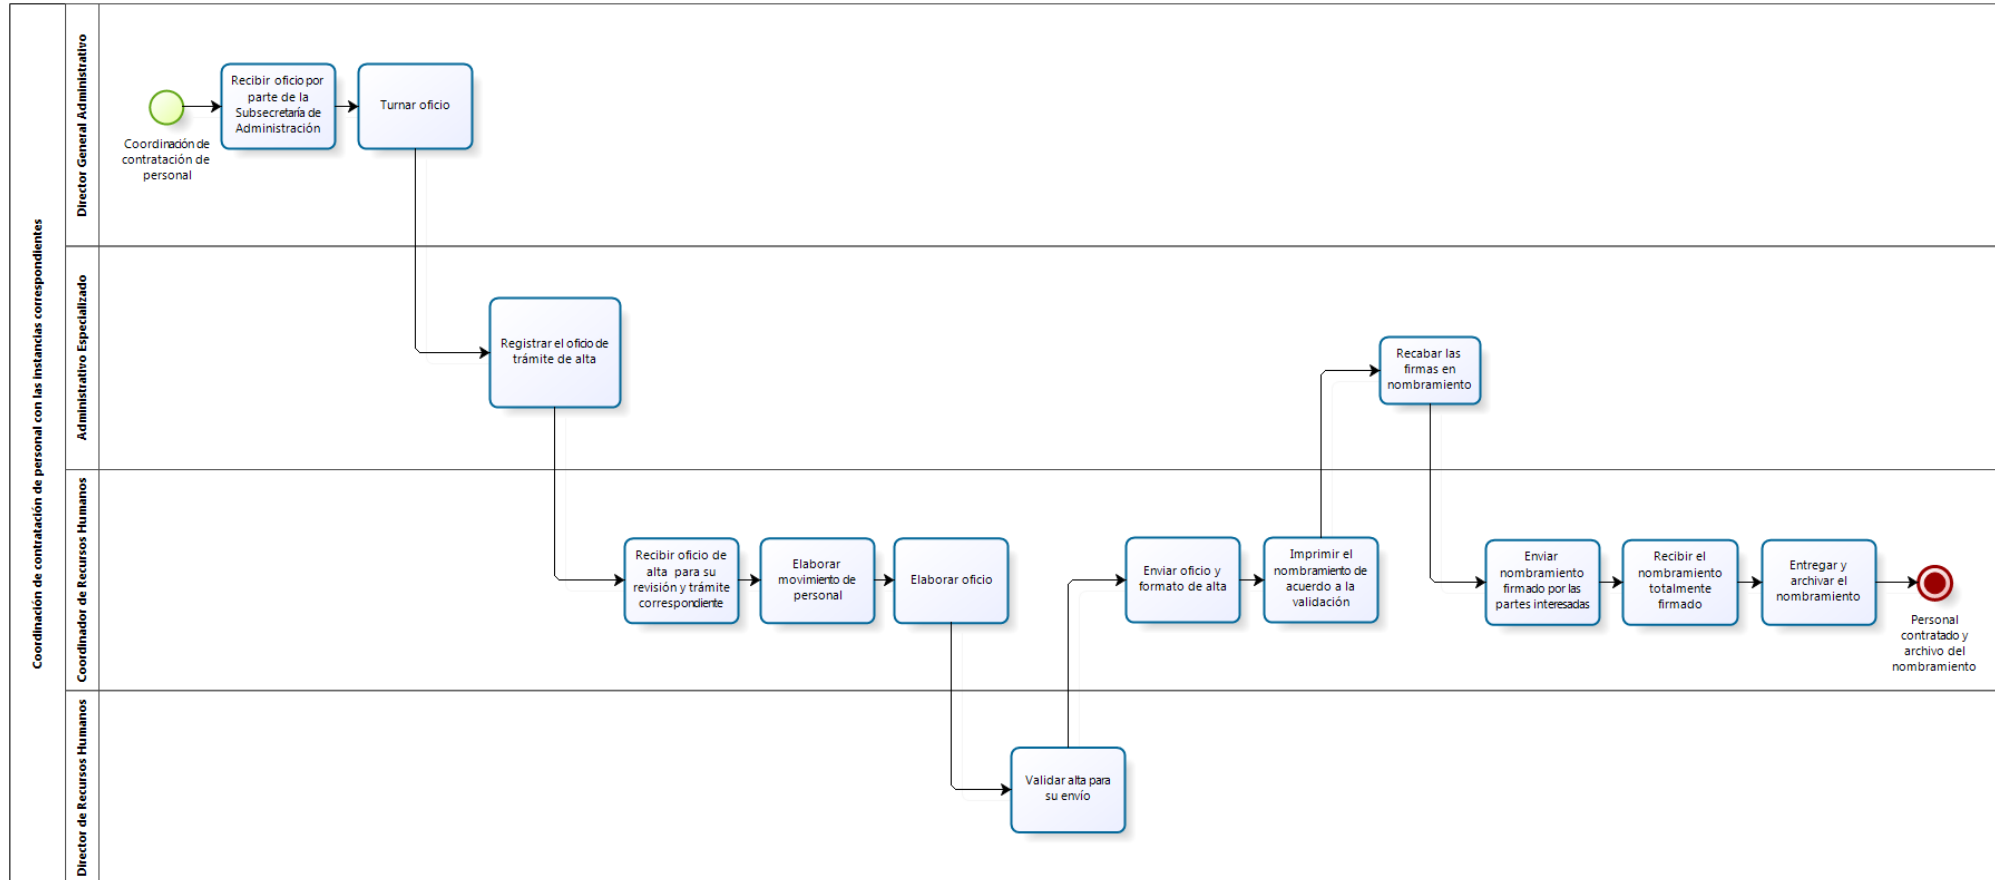 Coordinación de contratación de personal con las instancias correspondientes
Director General Administrativo
Coordinación de
contratación de
personal
Recibir oficio por
parte de la
Subsecretaría de
Administración
Turnar oficio
Administrativo Especializado
Registrar el oficio de
trámite de alta
Recabar las
firmas en
nombramiento
Coordinador de Recursos Humanos
Recibir oficio de
alta para su
revisión y trámite
correspondiente
Elaborar
movimiento de
personal
Elaborar oficio
Enviar oficio y
formato de alta
Imprimir el
nombramiento de
acuerdo a la
validación
Enviar
nombramiento
firmado por las
partes interesadas
Recibir el
nombramiento
totalmente
firmado
Entregar y
archivar el
nombramiento
Personal
contratado y
archivo del
nombramiento
Director de Recursos Humanos
Validar alta para
su envío